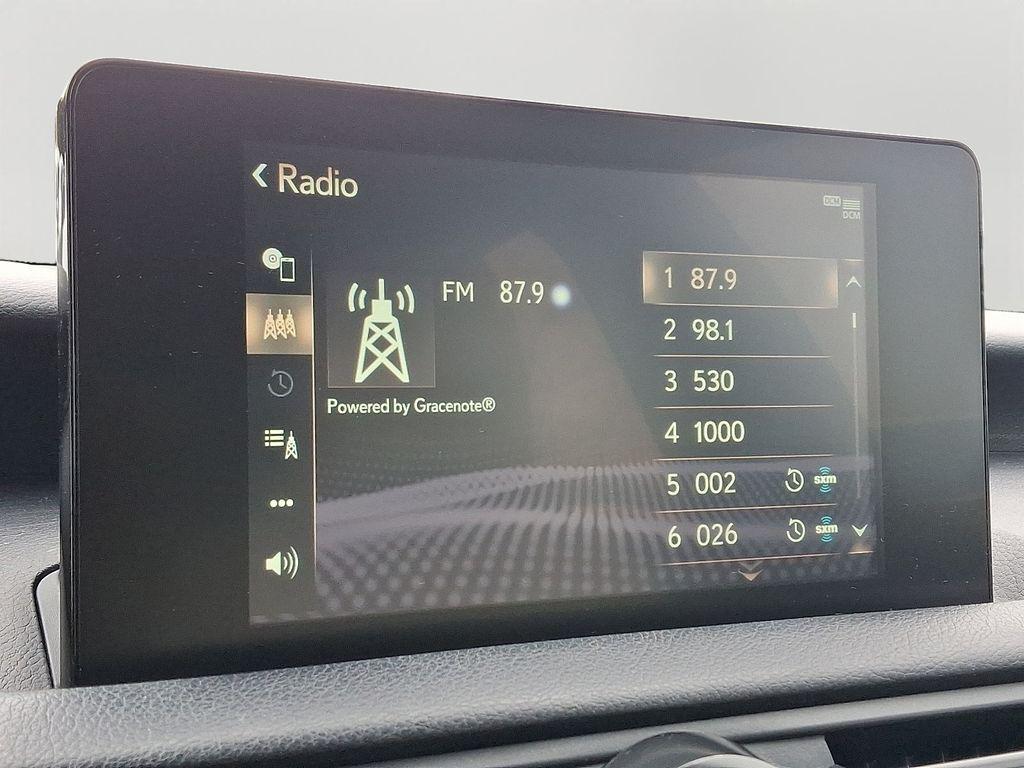 Radio
DCM
DCM
FM 87.9
Powered by Gracenote®
1 87.9
2 98.1
3 530
4 1000
5 002 sxm
6 026 sxm